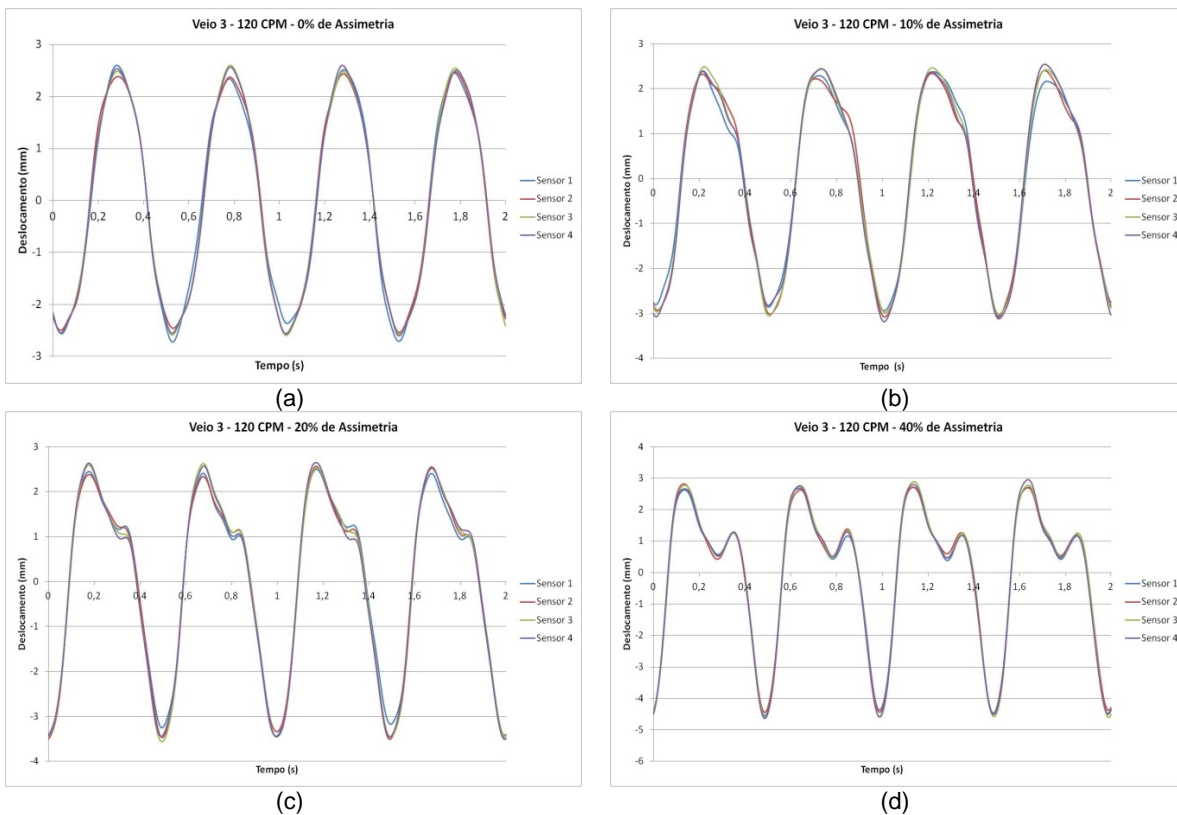 Veio 3 - 120 CPM - 0% de Assimetria
3
2
1
0
-1
-2
-3
0
0,2
0,4
0,6
0,8
1
1,2
1,4
1,6
1,8
2
Deslocamento (mm)
Tempo (s)
Sensor 1
Sensor 2
Sensor 3
Sensor 4
(a)
Veio 3 - 120 CPM - 10% de Assimetria
3
2
1
0
-1
-2
-3
-4
0
0,2
0,4
0,6
0,8
1
1,2
1,4
1,6
1,8
2
Deslocamento (mm)
Tempo (s)
Sensor 1
Sensor 2
Sensor 3
Sensor 4
(b)
Veio 3 - 120 CPM - 20% de Assimetria
3
2
1
0
-1
-2
-3
-4
0
0,2
0,4
0,6
0,8
1
1,2
1,4
1,6
1,8
2
Deslocamento (mm)
Tempo (s)
Sensor 1
Sensor 2
Sensor 3
Sensor 4
(c)
Veio 3 - 120 CPM - 40% de Assimetria
4
3
2
1
0
-1
-2
-3
-4
-5
-6
0
0,2
0,4
0,6
0,8
1
1,2
1,4
1,6
1,8
2
Deslocamento (mm)
Tempo (s)
Sensor 1
Sensor 2
Sensor 3
Sensor 4
(d)